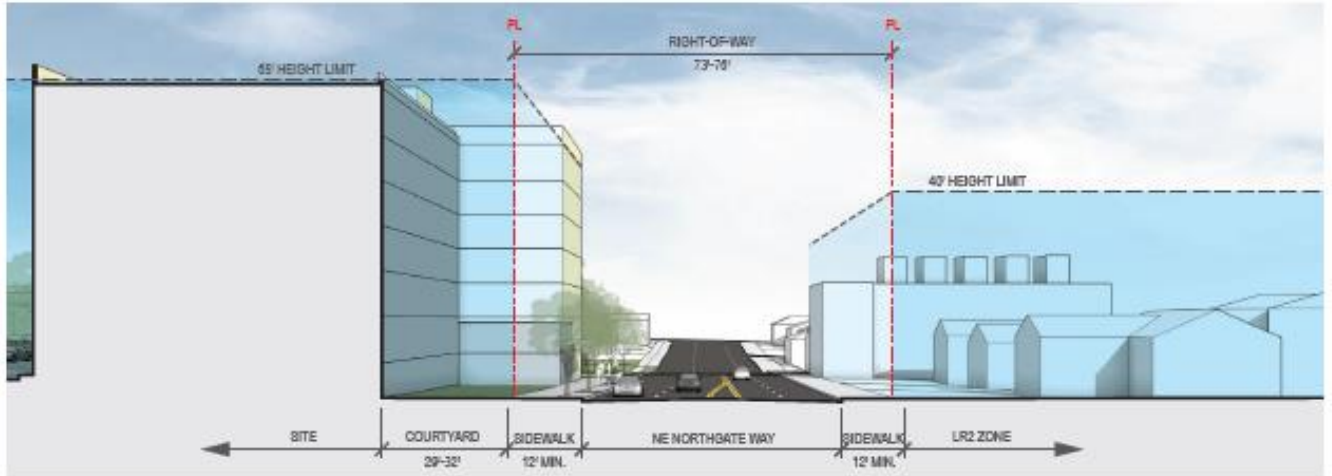 PL
PL
RIGHT-OF-WAY
73'-76'
65' HEIGHT LIMIT
40' HEIGHT LIMIT
SITE
COURTYARD
SIDEWALK
NE NORTHGATE WAY
SIDEWALK
LR2 ZONE
29'-32'
12' MIN.
12' MIN.